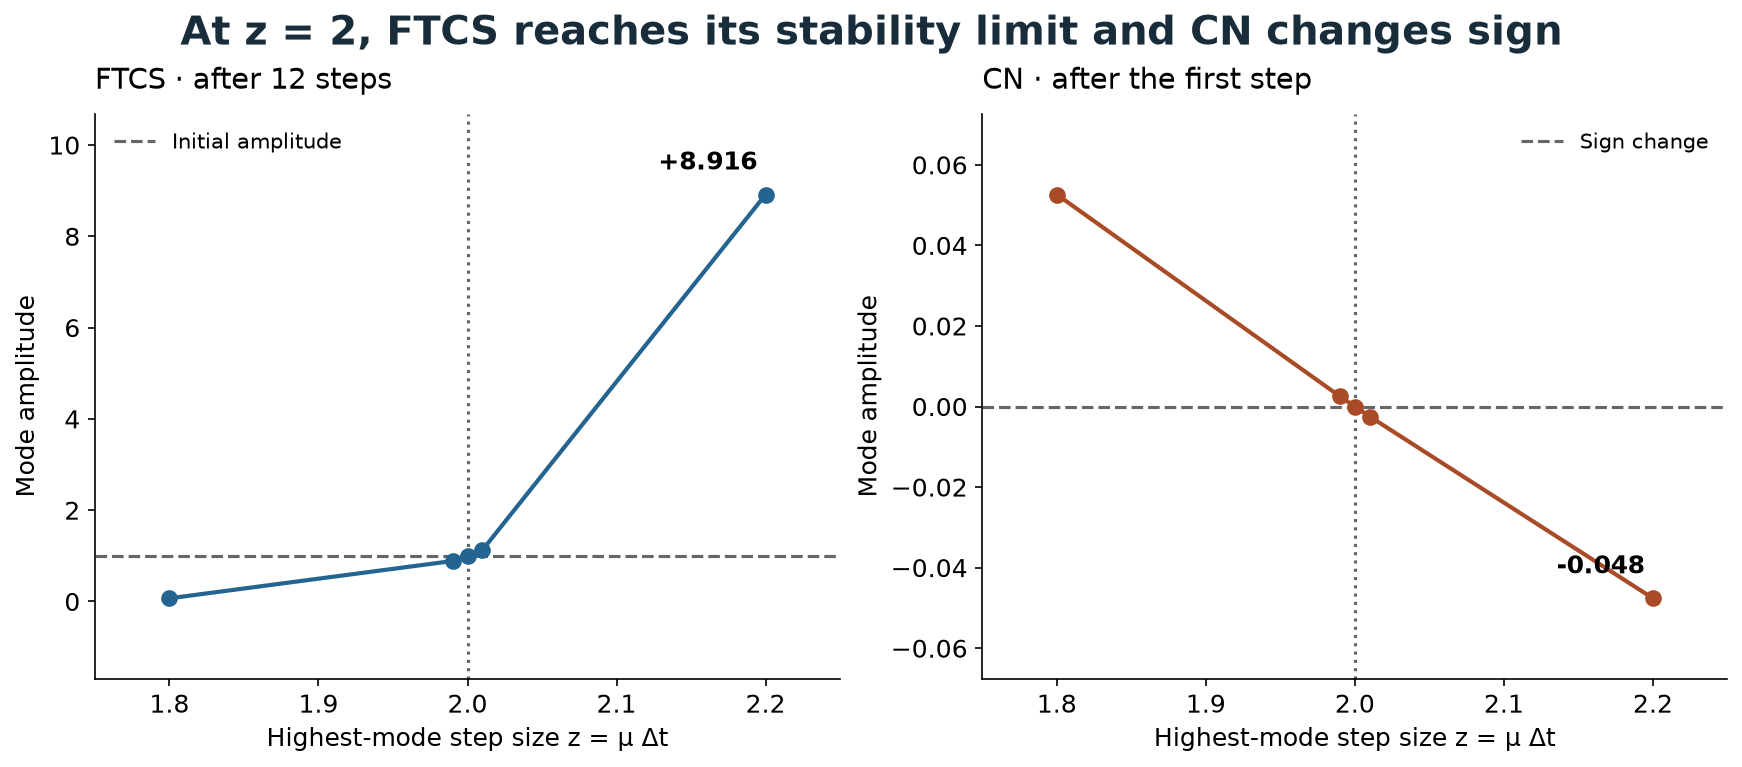 At z = 2, FTCS reaches its stability limit and CN changes sign
FTCS · after 12 steps
Initial amplitude
+8.916
10
8
6
4
2
0
Mode amplitude
1.8
1.9
2.0
2.1
2.2
Highest-mode step size z = μ Δt
CN · after the first step
Sign change
-0.048
0.06
0.04
0.02
0.00
−0.02
−0.04
−0.06
Mode amplitude
1.8
1.9
2.0
2.1
2.2
Highest-mode step size z = μ Δt